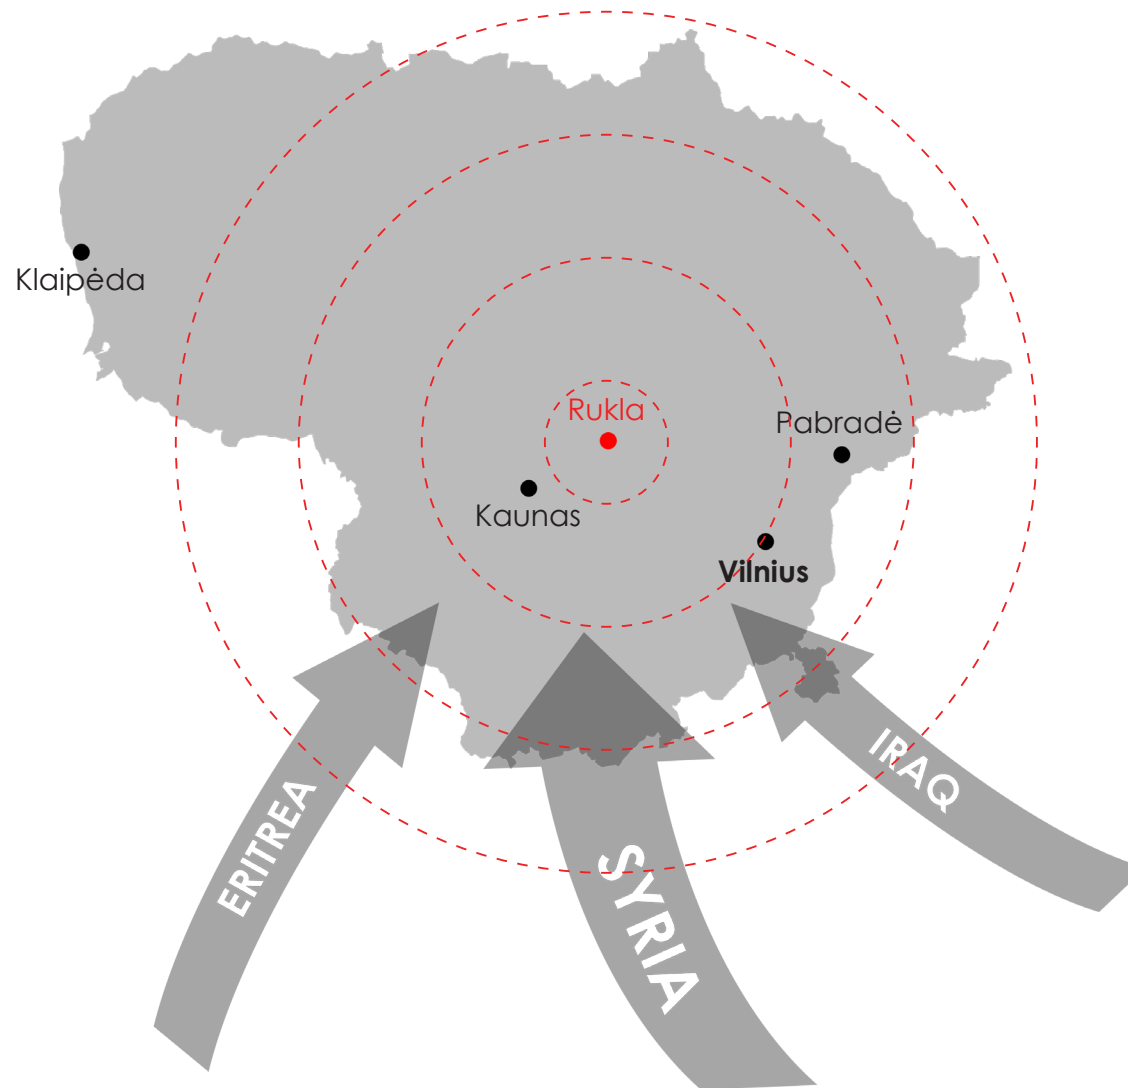 Klaipėda
Rukla
Pabradė
Kaunas
Vilnius
ERITREA
SYRIA
IRAQ